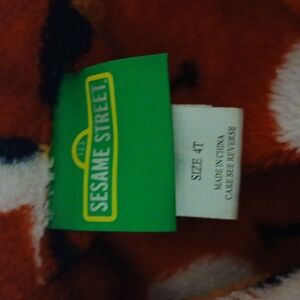 123
SESAME STREET
SIZE 4T
MADE IN CHINA
CARE SEE REVERSE